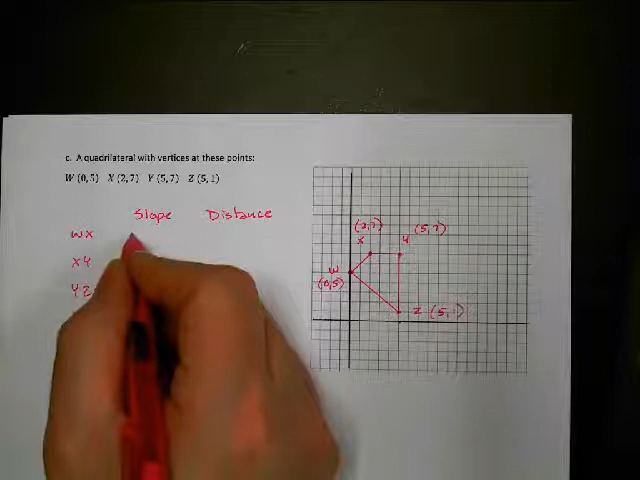 c. A quadrilateral with vertices at these points:
W (0,5) X (2,7) Y (5,7) Z (5,1)
Slope Distance
WX
XY
YZ
(2,7) (5,7)
X Y
W
(0,5)
Z (5,1)